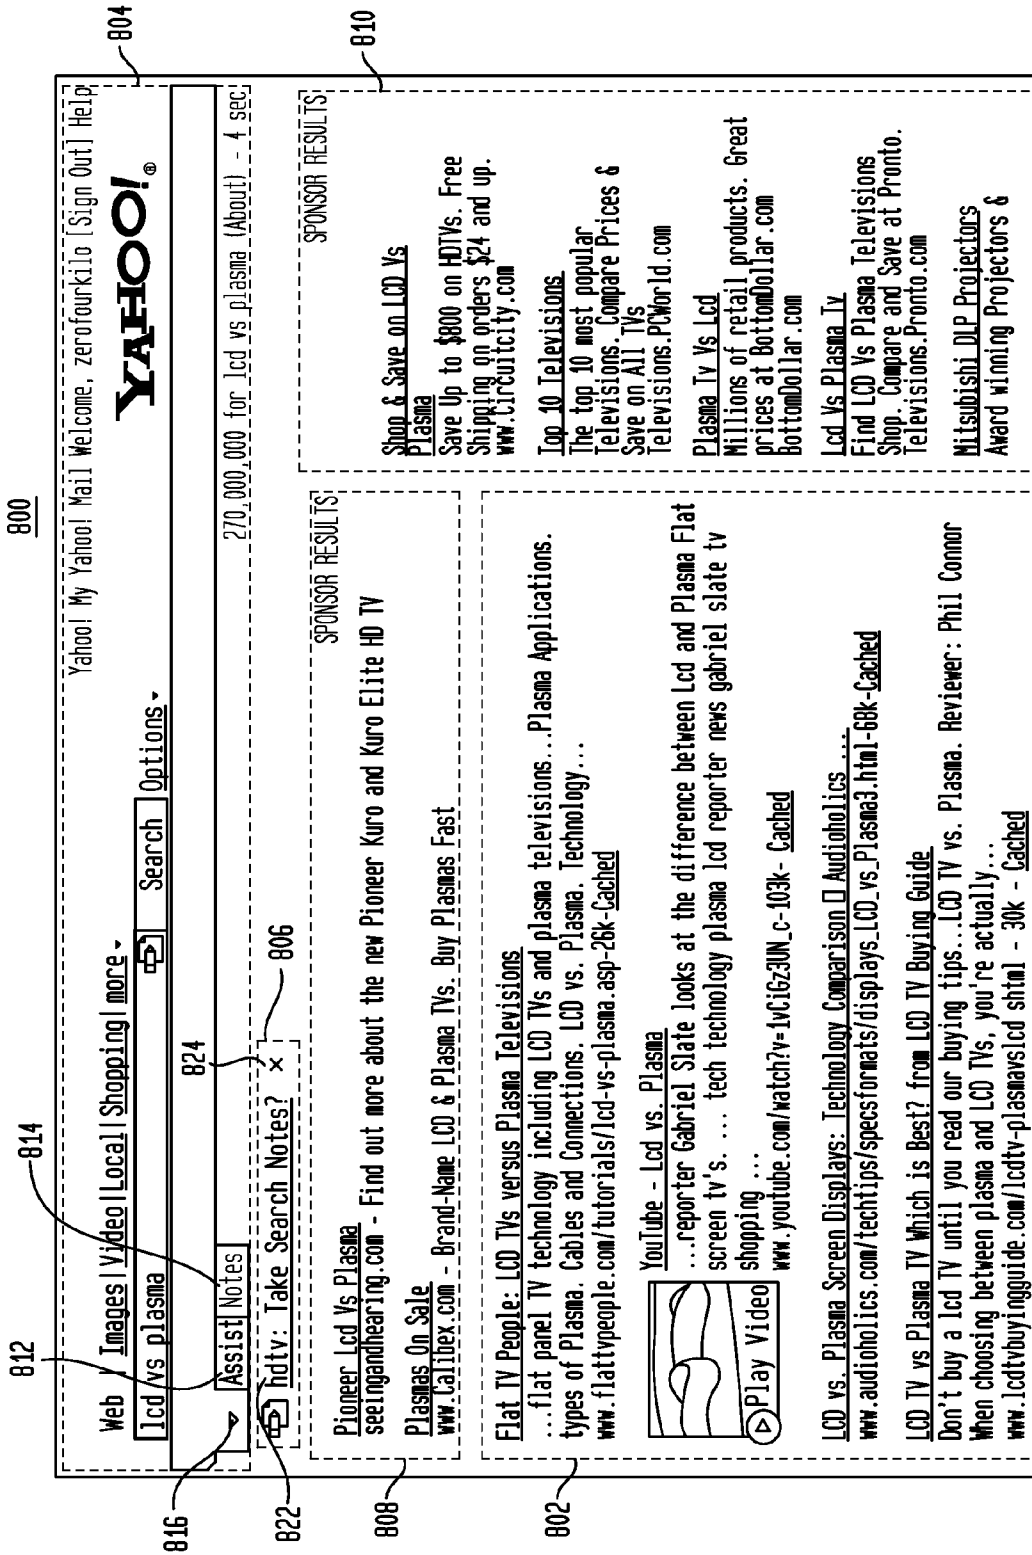 800
804
Yahoo! My Yahoo! Mail Welcome, zerofourkilo [Sign Out] Help
Web | Images | Video | Local | Shopping | more
lcd vs plasma Search Options
YAHOO!®
812
814
816
Assist Notes
270,000,000 for lcd vs plasma (About) - 4 sec
822
hdtv: Take Search Notes? ×
824
806
808
SPONSOR RESULTS
Pioneer Lcd Vs Plasma
seeingandhearing.com - Find out more about the new Pioneer Kuro and Kuro Elite HD TV
Plasmas On Sale
www.Calibex.com - Brand-Name LCD & Plasma TVs. Buy Plasmas Fast
802
Flat TV People: LCD TVs versus Plasma Televisions
...flat panel TV technology including LCD TVs and plasma televisions...Plasma Applications.
types of Plasma. Cables and Connections. LCD vs. Plasma. Technology...
www.flattvpeople.com/tutorials/lcd-vs-plasma.asp-26k-Cached
YouTube - Lcd vs. Plasma
...reporter Gabriel Slate looks at the difference between Lcd and Plasma Flat
screen tv's. ... tech technology plasma lcd reporter news gabriel slate tv
shopping ...
www.youtube.com/watch?v=1vCiGz3UN_c-103k- Cached
Play Video
LCD vs. Plasma Screen Displays: Technology Comparison □ Audioholics ...
www.audioholics.com/techtips/specsformats/displays_LCD_vs_Plasma3.html-68k-Cached
LCD TV vs Plasma TV Which is Best? from LCD TV Buying Guide
Don't buy a lcd TV until you read our buying tips...LCD TV vs. Plasma. Reviewer: Phil Connor
When choosing between plasma and LCD TVs, you're actually...
www.lcdtvbuyingguide.com/lcdtv-plasmavslcd shtml - 30k - Cached
810
SPONSOR RESULTS
Shop & Save on LCD Vs
Plasma
Save Up to $800 on HDTVs. Free
Shipping on orders $24 and up.
www.Circuitcity.com
Top 10 Televisions
The top 10 most popular
Televisions. Compare Prices &
Save on All TVs
Televisions.PCWorld.com
Plasma Tv Vs Lcd
Millions of retail products. Great
prices at BottomDollar.com
BottomDollar.com
Lcd Vs Plasma Tv
Find LCD Vs Plasma Televisions
Shop. Compare and Save at Pronto.
Televisions.Pronto.com
Mitsubishi DLP Projectors
Award winning Projectors &